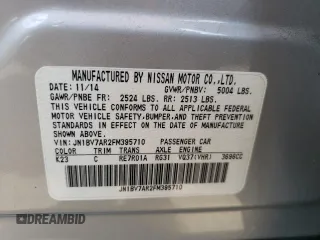 MANUFACTURED BY NISSAN MOTOR CO.,LTD.
DATE: 11/14 GVWR/PNBV: 5004 LBS.
GAWR/PNBE FR: 2524 LBS. RR: 2513 LBS.
THIS VEHICLE CONFORMS TO ALL APPLICABLE FEDERAL
MOTOR VEHICLE SAFETY, BUMPER, AND THEFT
PREVENTION STANDARDS IN EFFECT ON THE DATE OF
MANUFACTURE SHOWN ABOVE.
VIN: JN1BV7AR2FM395710 PASSENGER CAR
COLOR TRIM TRANS AXLE ENGINE
K23 C RE7R01A RG31 VQ37(VHR) 3696CC
JN1BV7AR2FM395710
© DRIVECARMA.COM